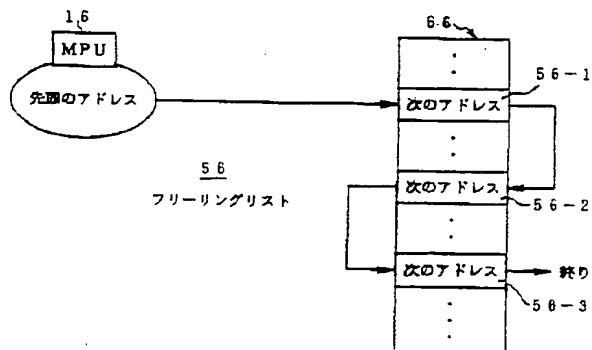 16
MPU
先頭のアドレス
56
フリーリングリスト
66
次のアドレス
56-1
次のアドレス
56-2
次のアドレス
終り
56-3